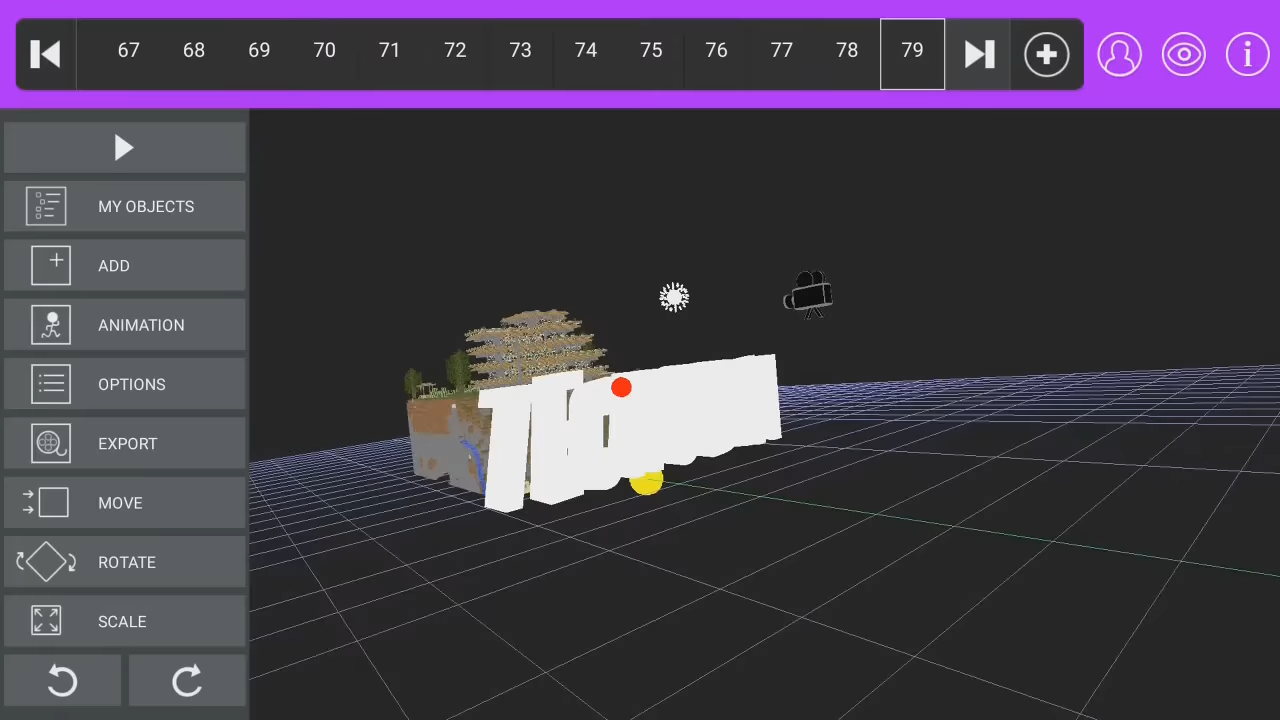 67 68 69 70 71 72 73 74 75 76 77 78 79
MY OBJECTS
ADD
ANIMATION
OPTIONS
EXPORT
MOVE
ROTATE
SCALE